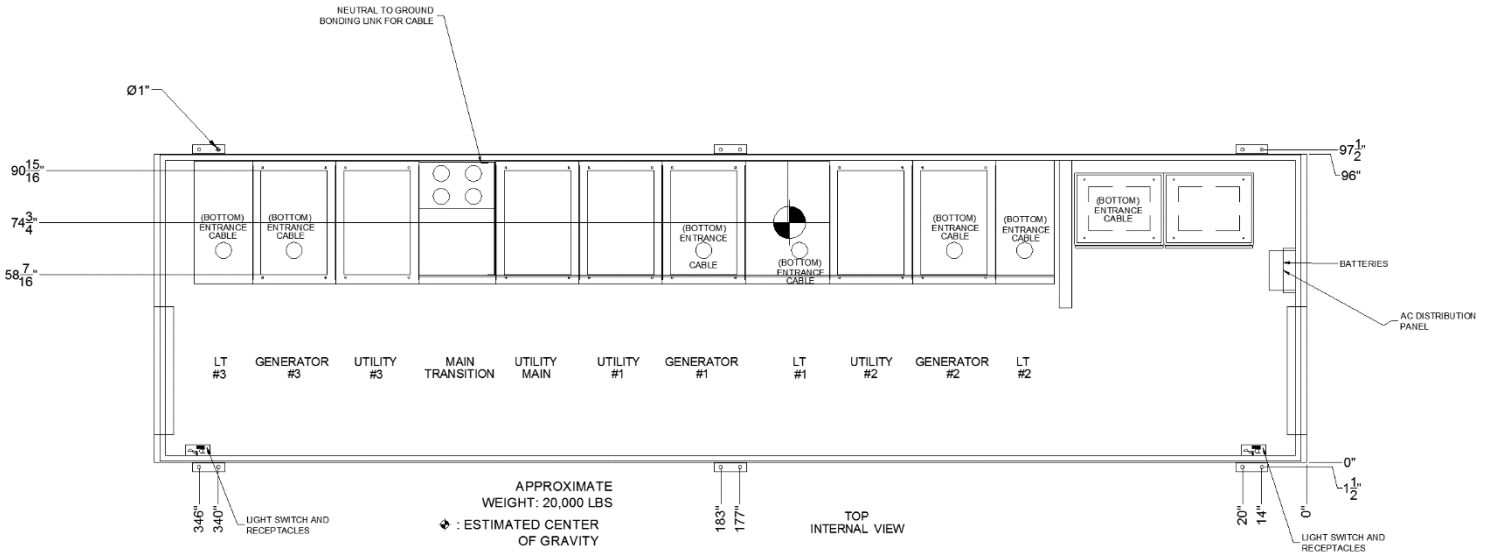 NEUTRAL TO GROUND
BONDING LINK FOR CABLE
Ø1"
90 15/16"
74 3/4"
58 7/16"
97 1/2"
96"
(BOTTOM)
ENTRANCE
CABLE
(BOTTOM)
ENTRANCE
CABLE
(BOTTOM)
ENTRANCE
CABLE
(BOTTOM)
ENTRANCE
CABLE
(BOTTOM)
ENTRANCE
CABLE
(BOTTOM)
ENTRANCE
CABLE
(BOTTOM)
ENTRANCE
CABLE
BATTERIES
AC DISTRIBUTION
PANEL
LT
#3
GENERATOR
#3
UTILITY
#3
MAIN
TRANSITION
UTILITY
MAIN
UTILITY
#1
GENERATOR
#1
LT
#1
UTILITY
#2
GENERATOR
#2
LT
#2
0"
1 1/2"
346"
340"
183"
177"
20"
14"
0"
LIGHT SWITCH AND
RECEPTACLES
APPROXIMATE
WEIGHT: 20,000 LBS
: ESTIMATED CENTER
OF GRAVITY
TOP
INTERNAL VIEW
LIGHT SWITCH AND
RECEPTACLES